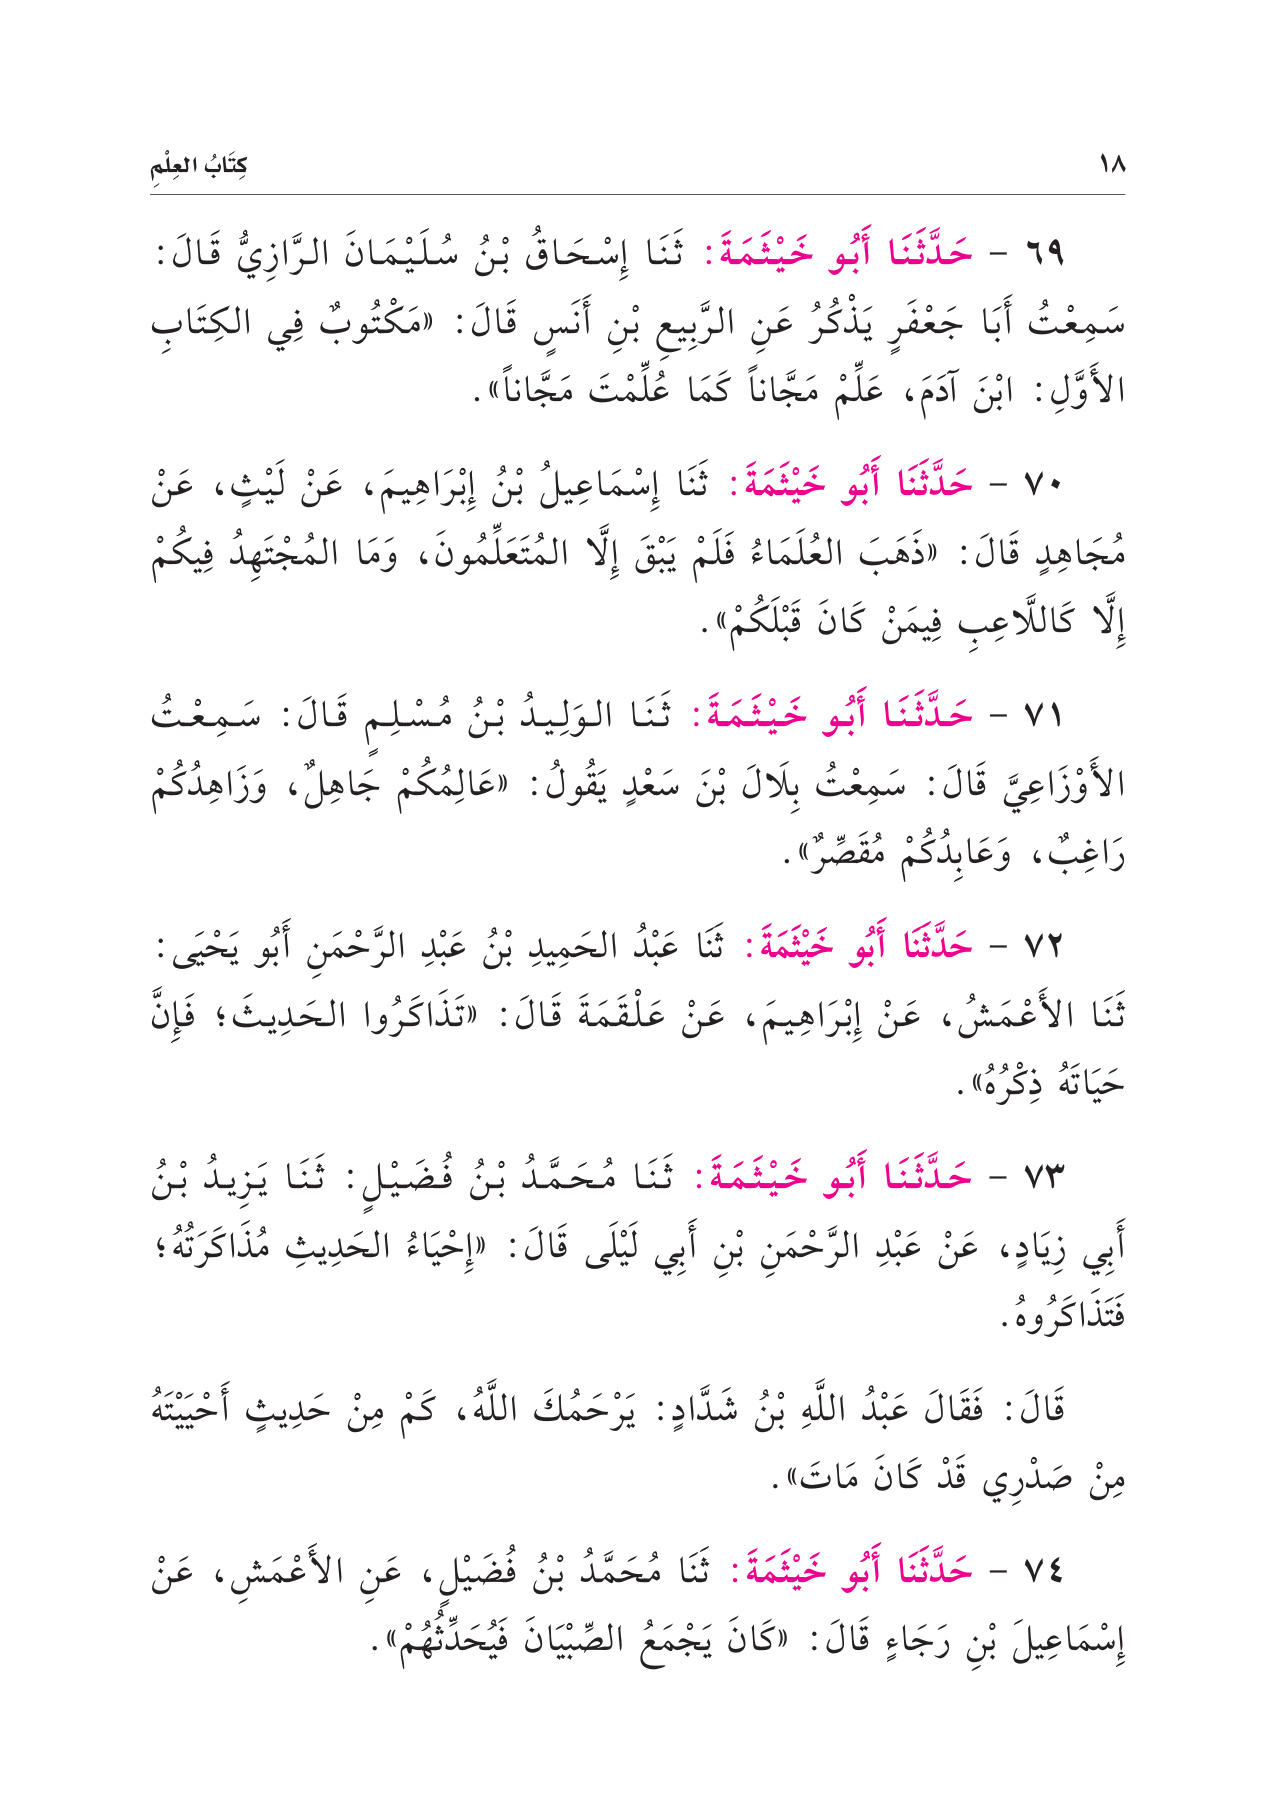 ١٨
كِتَابُ العِلْمِ
٦٩ - حَدَّثَنَا أَبُو خَيْثَمَةَ: ثَنَا إِسْحَاقُ بْنُ سُلَيْمَانَ الرَّازِيُّ قَالَ:
سَمِعْتُ أَبَا جَعْفَرٍ يَذْكُرُ عَنِ الرَّبِيعِ بْنِ أَنَسٍ قَالَ: «مَكْتُوبٌ فِي الكِتَابِ
الأَوَّلِ: ابْنَ آدَمَ، عَلِّمْ مَجَّاناً كَمَا عُلِّمْتَ مَجَّاناً».
٧٠ - حَدَّثَنَا أَبُو خَيْثَمَةَ: ثَنَا إِسْمَاعِيلُ بْنُ إِبْرَاهِيمَ، عَنْ لَيْثٍ، عَنْ
مُجَاهِدٍ قَالَ: «ذَهَبَ العُلَمَاءُ فَلَمْ يَبْقَ إِلَّا المُتَعَلِّمُونَ، وَمَا المُجْتَهِدُ فِيكُمْ
إِلَّا كَاللَّاعِبِ فِيمَنْ كَانَ قَبْلَكُمْ».
٧١ - حَدَّثَنَا أَبُو خَيْثَمَةَ: ثَنَا الوَلِيدُ بْنُ مُسْلِمٍ قَالَ: سَمِعْتُ
الأَوْزَاعِيَّ قَالَ: سَمِعْتُ بِلَالَ بْنَ سَعْدٍ يَقُولُ: «عَالِمُكُمْ جَاهِلٌ، وَزَاهِدُكُمْ
رَاغِبٌ، وَعَابِدُكُمْ مُقَصِّرٌ».
٧٢ - حَدَّثَنَا أَبُو خَيْثَمَةَ: ثَنَا عَبْدُ الحَمِيدِ بْنُ عَبْدِ الرَّحْمَنِ أَبُو يَحْيَى:
ثَنَا الأَعْمَشُ، عَنْ إِبْرَاهِيمَ، عَنْ عَلْقَمَةَ قَالَ: «تَذَاكَرُوا الحَدِيثَ؛ فَإِنَّ
حَيَاتَهُ ذِكْرُهُ».
٧٣ - حَدَّثَنَا أَبُو خَيْثَمَةَ: ثَنَا مُحَمَّدُ بْنُ فُضَيْلٍ: ثَنَا يَزِيدُ بْنُ
أَبِي زِيَادٍ، عَنْ عَبْدِ الرَّحْمَنِ بْنِ أَبِي لَيْلَى قَالَ: «إِحْيَاءُ الحَدِيثِ مُذَاكَرَتُهُ؛
فَتَذَاكَرُوهُ.
قَالَ: فَقَالَ عَبْدُ اللَّهِ بْنُ شَدَّادٍ: يَرْحَمُكَ اللَّهُ، كَمْ مِنْ حَدِيثٍ أَحْيَيْتَهُ
مِنْ صَدْرِي قَدْ كَانَ مَاتَ».
٧٤ - حَدَّثَنَا أَبُو خَيْثَمَةَ: ثَنَا مُحَمَّدُ بْنُ فُضَيْلٍ، عَنِ الأَعْمَشِ، عَنْ
إِسْمَاعِيلَ بْنِ رَجَاءٍ قَالَ: «كَانَ يَجْمَعُ الصِّبْيَانَ فَيُحَدِّثُهُمْ».